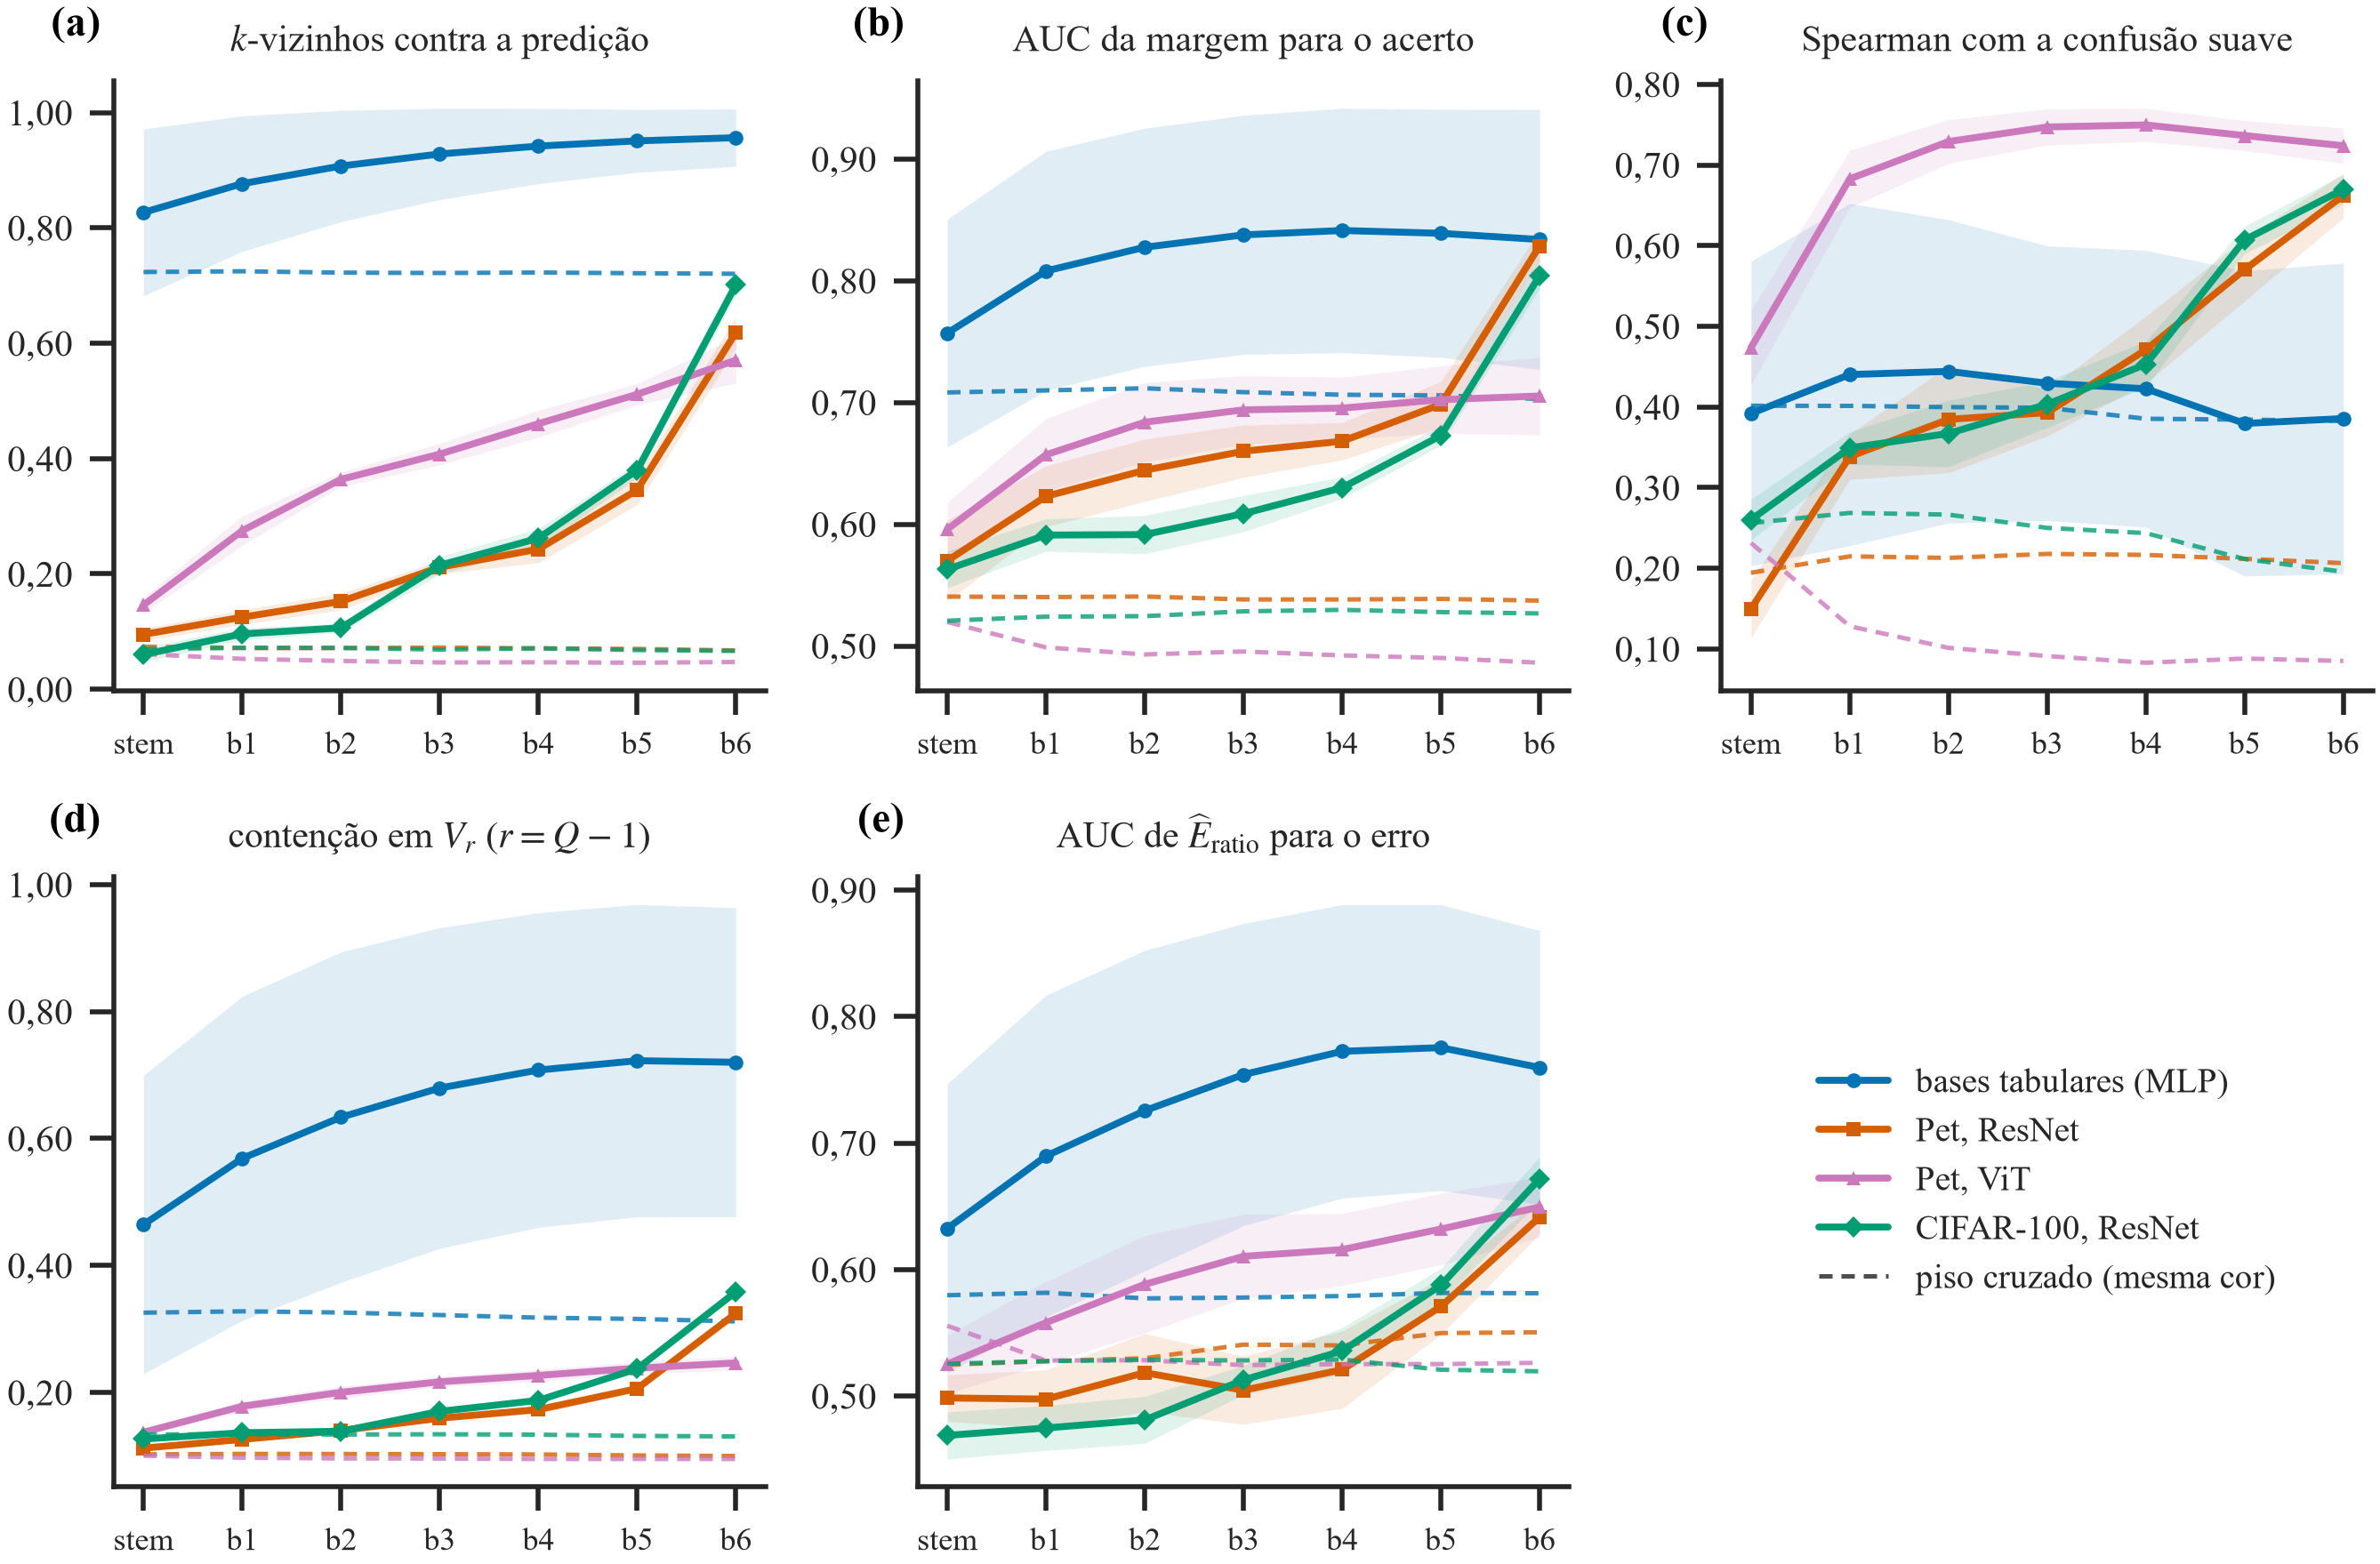 (a)
k-vizinhos contra a predição
1,00
0,80
0,60
0,40
0,20
0,00
stem b1 b2 b3 b4 b5 b6
(b)
AUC da margem para o acerto
0,90
0,80
0,70
0,60
0,50
stem b1 b2 b3 b4 b5 b6
(c)
Spearman com a confusão suave
0,80
0,70
0,60
0,50
0,40
0,30
0,20
0,10
stem b1 b2 b3 b4 b5 b6
(d)
contenção em V_r (r = Q − 1)
1,00
0,80
0,60
0,40
0,20
stem b1 b2 b3 b4 b5 b6
(e)
AUC de Ê_ratio para o erro
0,90
0,80
0,70
0,60
0,50
stem b1 b2 b3 b4 b5 b6
bases tabulares (MLP)
Pet, ResNet
Pet, ViT
CIFAR-100, ResNet
piso cruzado (mesma cor)